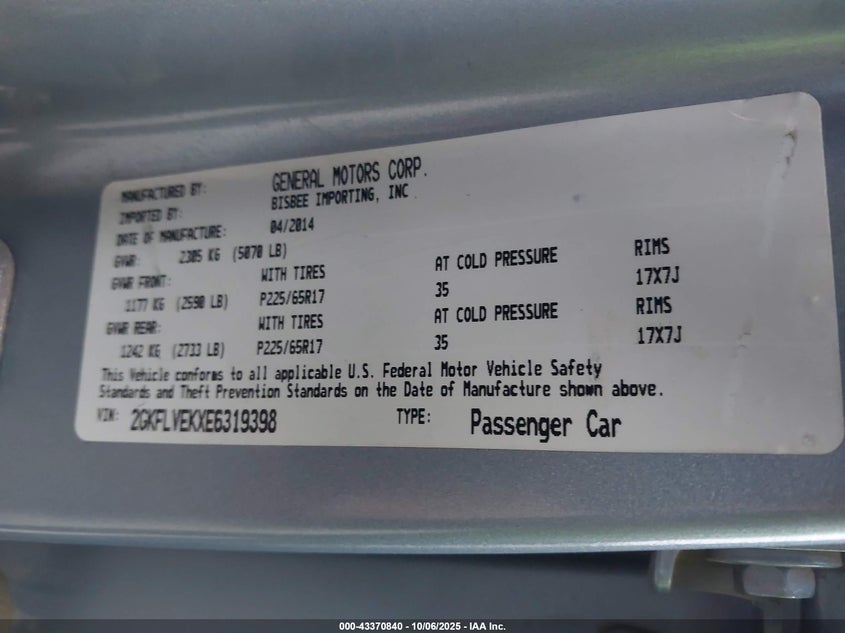 MANUFACTURED BY: GENERAL MOTORS CORP.
IMPORTED BY: BISBEE IMPORTING, INC
DATE OF MANUFACTURE: 04/2014
GVWR: 2305 KG (5070 LB)
GVWR FRONT: WITH TIRES AT COLD PRESSURE RIMS
1177 KG (2590 LB) P225/65R17 35 17X7J
GVWR REAR: WITH TIRES AT COLD PRESSURE RIMS
1242 KG (2733 LB) P225/65R17 35 17X7J
This Vehicle conforms to all applicable U.S. Federal Motor Vehicle Safety
Standards and Theft Prevention Standards on the Date of Manufacture shown above.
VIN: 2GKFLVEKXE6319398 TYPE: Passenger Car
000-43370840 - 10/06/2025 - IAA Inc.